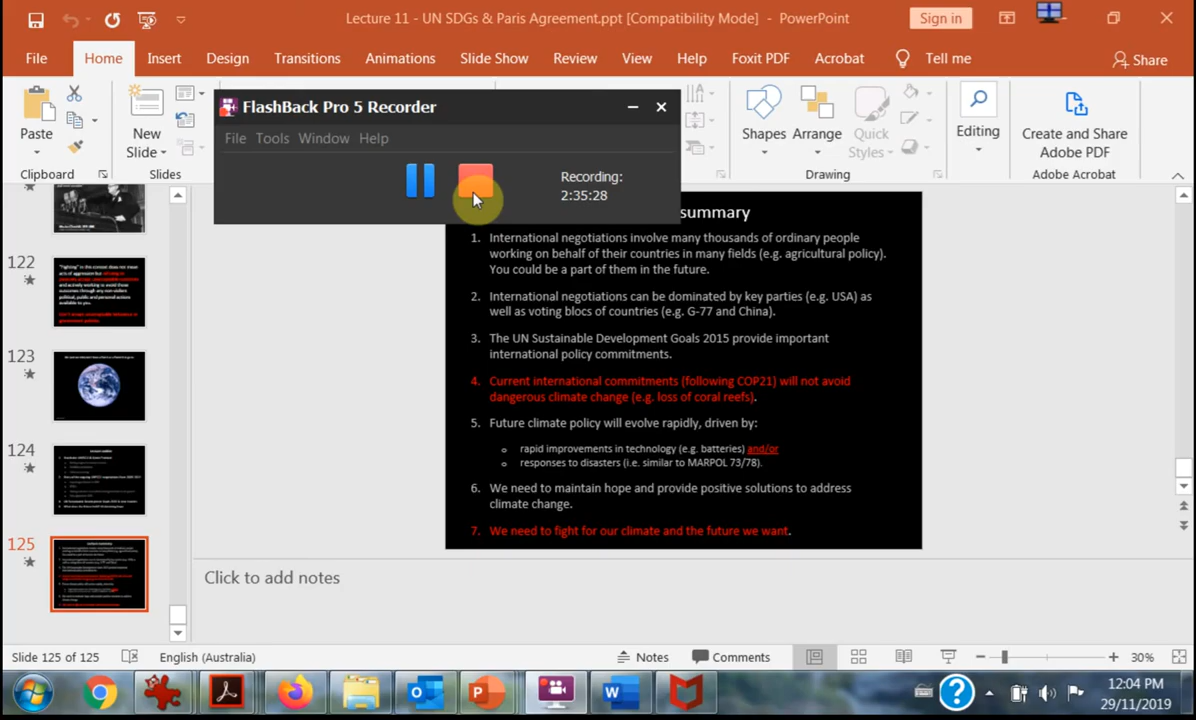 Lecture 11 - UN SDGs & Paris Agreement.ppt [Compatibility Mode] - PowerPoint
Sign in
File Home Insert Design Transitions Animations Slide Show Review View Help Foxit PDF Acrobat Tell me Share
FlashBack Pro 5 Recorder
File Tools Window Help
Recording:
2:35:28
Paste
New
Slide
Shapes
Arrange
Quick
Styles
Editing
Create and Share
Adobe PDF
Clipboard
Slides
Drawing
Adobe Acrobat
122
123
124
125
summary
1. International negotiations involve many thousands of ordinary people
working on behalf of their countries in many fields (e.g. agricultural policy).
You could be a part of them in the future.
2. International negotiations can be dominated by key parties (e.g. USA) as
well as voting blocs of countries (e.g. G-77 and China).
3. The UN Sustainable Development Goals 2015 provide important
international policy commitments.
4. Current international commitments (following COP21) will not avoid
dangerous climate change (e.g. loss of coral reefs).
5. Future climate policy will evolve rapidly, driven by:
o rapid improvements in technology (e.g. batteries) and/or
o responses to disasters (i.e. similar to MARPOL 73/78).
6. We need to maintain hope and provide positive solutions to address
climate change.
7. We need to fight for our climate and the future we want.
Click to add notes
Slide 125 of 125 English (Australia) Notes Comments 30%
12:04 PM
29/11/2019